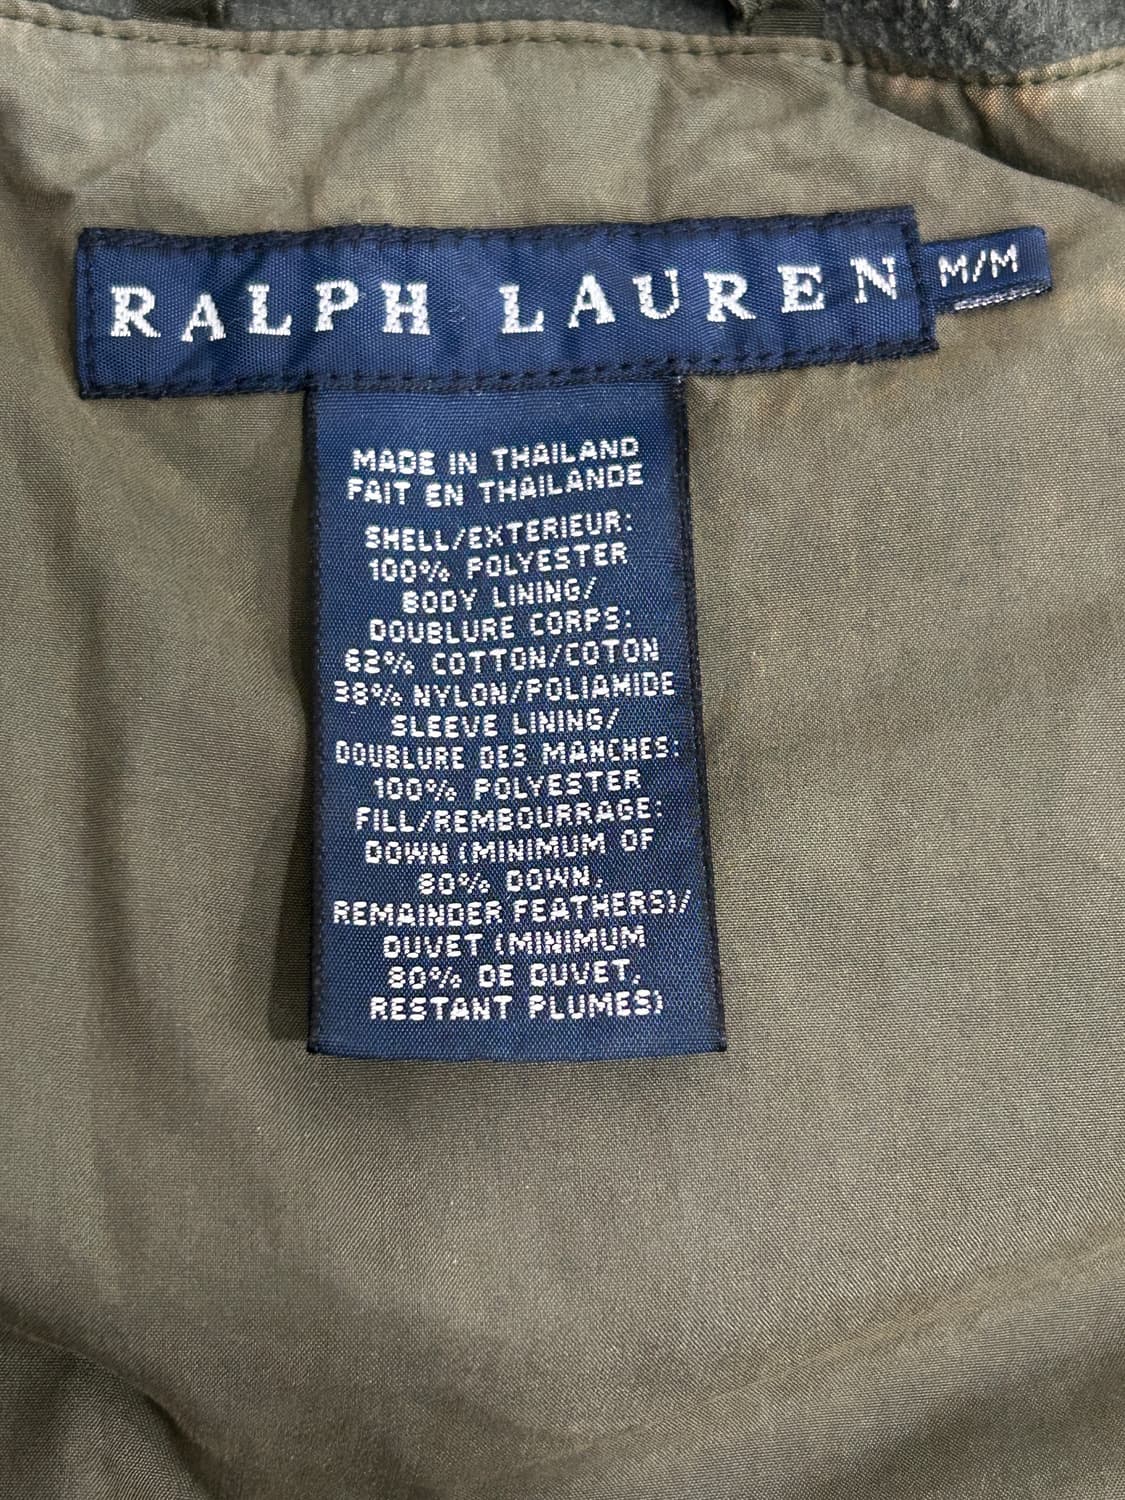 RALPH LAUREN
M/M
MADE IN THAILAND
FAIT EN THAILANDE
SHELL/EXTERIEUR:
100% POLYESTER
BODY LINING/
DOUBLURE CORPS:
62% COTTON/COTON
38% NYLON/POLIAMIDE
SLEEVE LINING/
DOUBLURE DES MANCHES:
100% POLYESTER
FILL/REMBOURRAGE:
DOWN (MINIMUM OF
80% DOWN,
REMAINDER FEATHERS)/
DUVET (MINIMUM
80% DE DUVET,
RESTANT PLUMES)